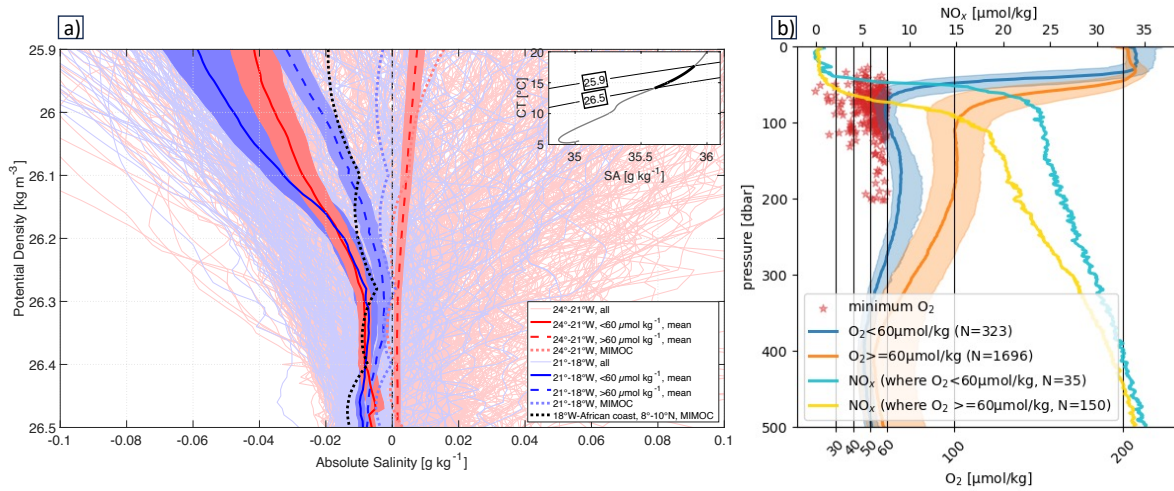 a)
25.9
26
26.1
26.2
26.3
26.4
26.5
Potential Density [kg m-3]
-0.1 -0.08 -0.06 -0.04 -0.02 0 0.02 0.04 0.06 0.08 0.1
Absolute Salinity [g kg-1]
20
15
10
5
CT [°C]
25.9
26.5
35 35.5 36
SA [g kg-1]
24°-21°W, all
24°-21°W, <60 μmol kg-1, mean
24°-21°W, >60 μmol kg-1, mean
24°-21°W, MIMOC
21°-18°W, all
21°-18°W, <60 μmol kg-1, mean
21°-18°W, >60 μmol kg-1, mean
21°-18°W, MIMOC
18°W-African coast, 8°-10°N, MIMOC
b)
NOx [μmol/kg]
0 5 10 15 20 25 30 35
0
100
200
300
400
500
pressure [dbar]
minimum O2
O2<60μmol/kg (N=323)
O2>=60μmol/kg (N=1696)
NOx (where O2<60μmol/kg, N=35)
NOx (where O2 >=60μmol/kg, N=150)
30 40 50 60 100 200
O2 [μmol/kg]